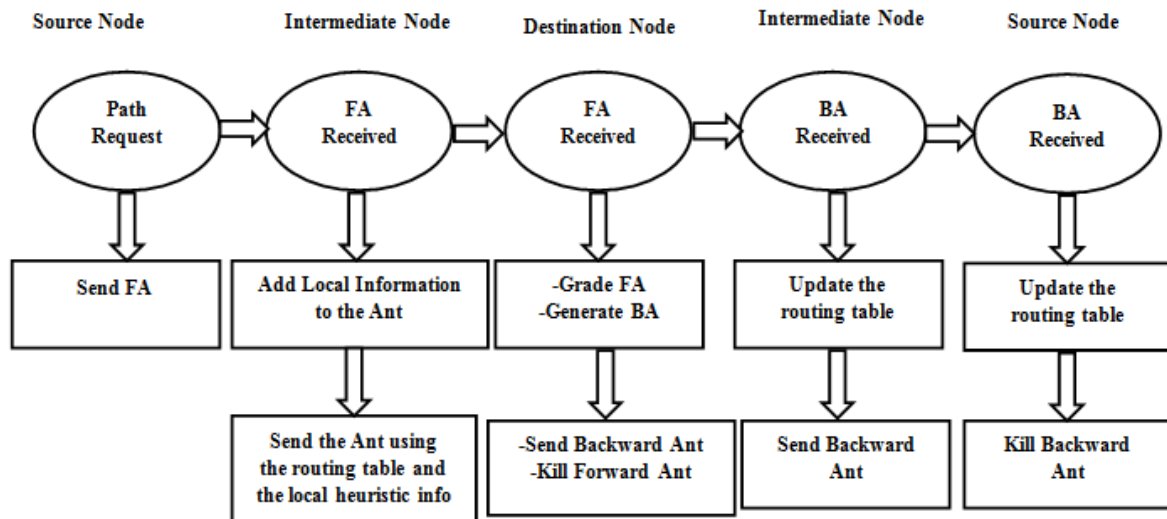 Source Node
Intermediate Node
Destination Node
Intermediate Node
Source Node
Path
Request
FA
Received
FA
Received
BA
Received
BA
Received
Send FA
Add Local Information
to the Ant
-Grade FA
-Generate BA
Update the
routing table
Update the
routing table
Send the Ant using
the routing table and
the local heuristic info
-Send Backward Ant
-Kill Forward Ant
Send Backward
Ant
Kill Backward
Ant